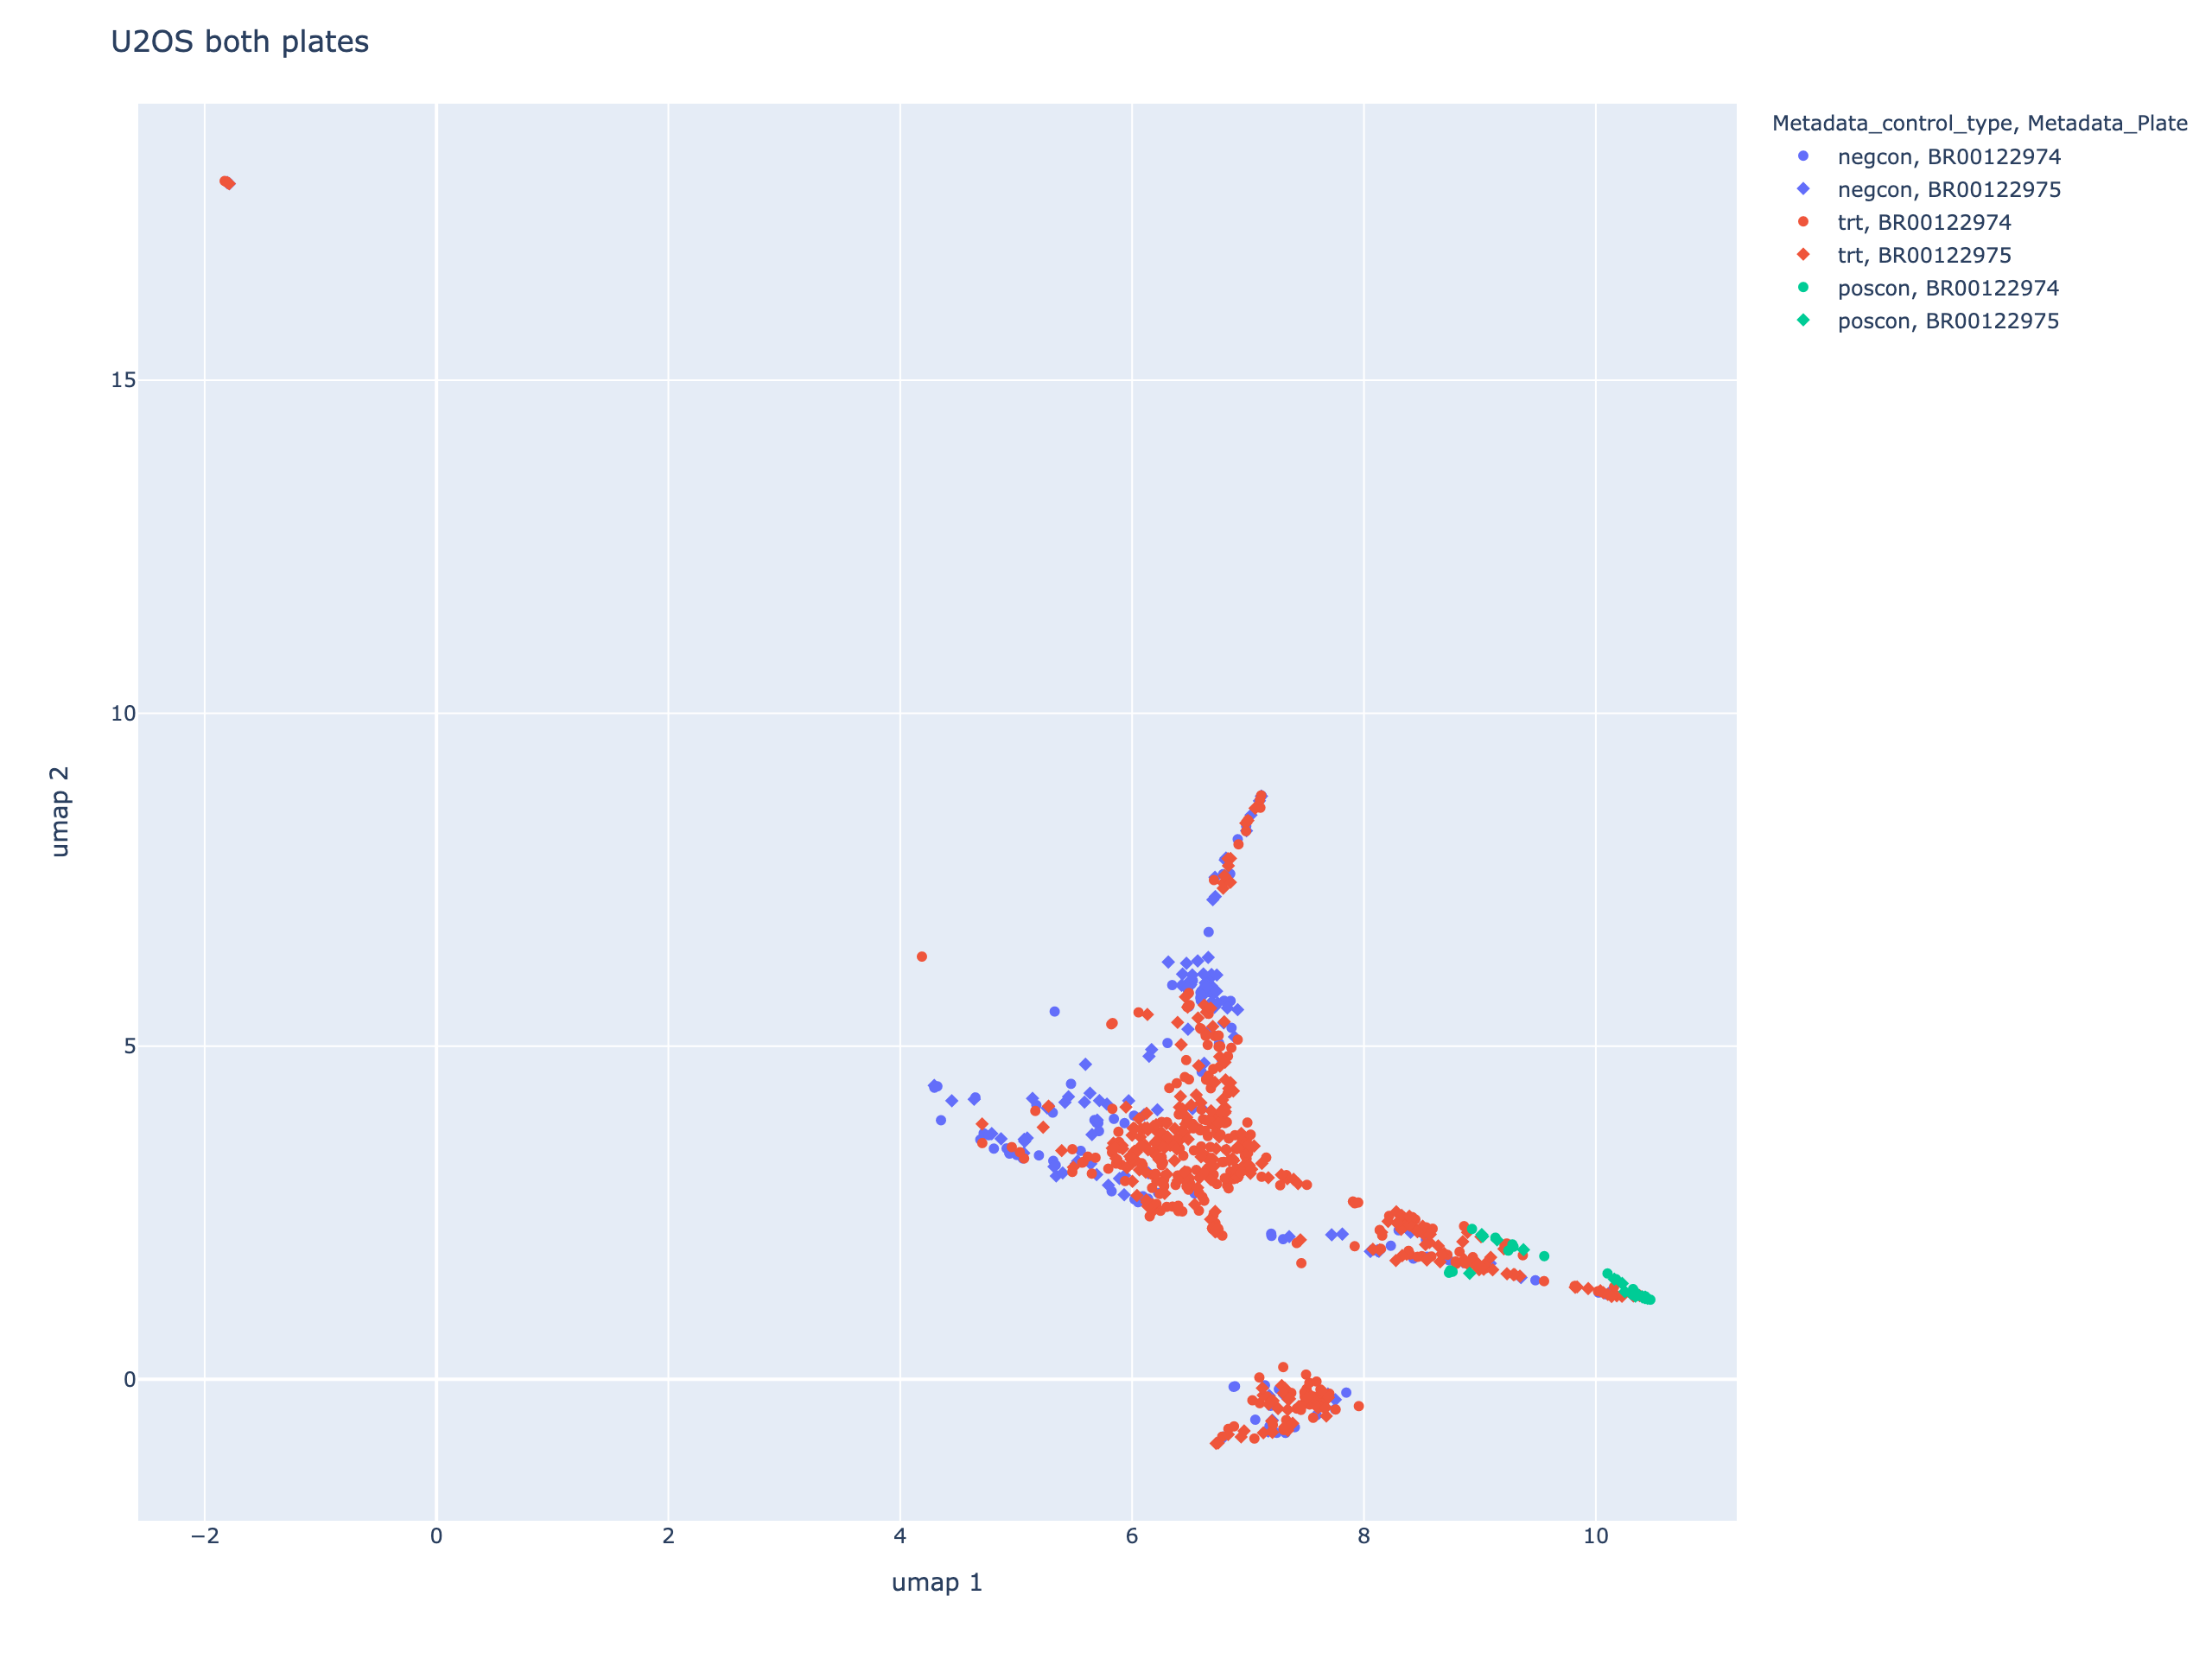 U2OS both plates
Metadata_control_type, Metadata_Plate
negcon, BR00122974
negcon, BR00122975
trt, BR00122974
trt, BR00122975
poscon, BR00122974
poscon, BR00122975
15
10
5
0
umap 2
−2
0
2
4
6
8
10
umap 1